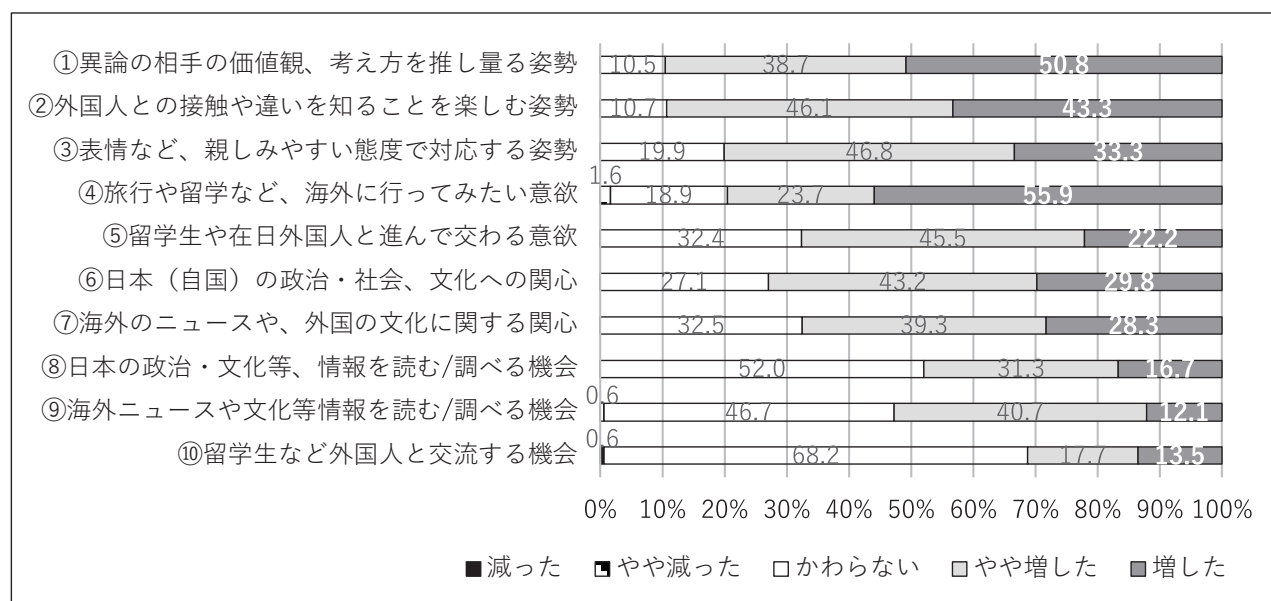 ①異論の相手の価値観、考え方を推し量る姿勢 10.5 38.7 50.8
②外国人との接触や違いを知ることを楽しむ姿勢 10.7 46.1 43.3
③表情など、親しみやすい態度で対応する姿勢 19.9 46.8 33.3
④旅行や留学など、海外に行ってみたい意欲 1.6 18.9 23.7 55.9
⑤留学生や在日外国人と進んで交わる意欲 32.4 45.5 22.2
⑥日本（自国）の政治・社会、文化への関心 27.1 43.2 29.8
⑦海外のニュースや、外国の文化に関する関心 32.5 39.3 28.3
⑧日本の政治・文化等、情報を読む/調べる機会 52.0 31.3 16.7
⑨海外ニュースや文化等情報を読む/調べる機会 0.6 46.7 40.7 12.1
⑩留学生など外国人と交流する機会 0.6 68.2 17.7 13.5
0% 10% 20% 30% 40% 50% 60% 70% 80% 90% 100%
減った やや減った かわらない やや増した 増した